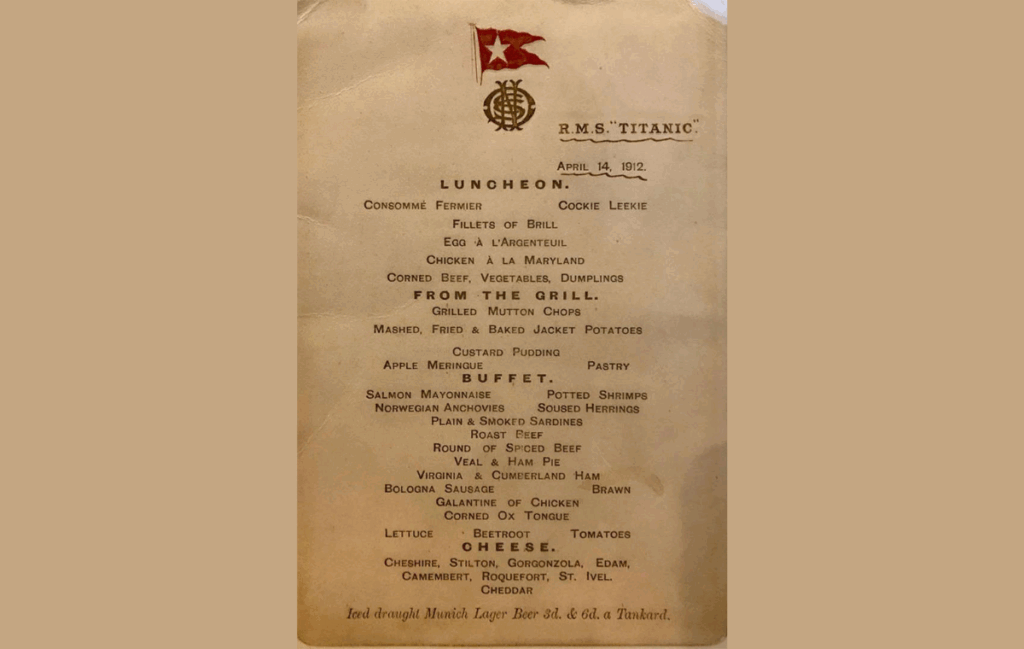 R.M.S. "TITANIC."
APRIL 14, 1912.
LUNCHEON.
CONSOMMÉ FERMIER COCKIE LEEKIE
FILLETS OF BRILL
EGG À L'ARGENTEUIL
CHICKEN À LA MARYLAND
CORNED BEEF, VEGETABLES, DUMPLINGS
FROM THE GRILL.
GRILLED MUTTON CHOPS
MASHED, FRIED & BAKED JACKET POTATOES
CUSTARD PUDDING
APPLE MERINGUE PASTRY
BUFFET.
SALMON MAYONNAISE POTTED SHRIMPS
NORWEGIAN ANCHOVIES SOUSED HERRINGS
PLAIN & SMOKED SARDINES
ROAST BEEF
ROUND OF SPICED BEEF
VEAL & HAM PIE
VIRGINIA & CUMBERLAND HAM
BOLOGNA SAUSAGE BRAWN
GALANTINE OF CHICKEN
CORNED OX TONGUE
LETTUCE BEETROOT TOMATOES
CHEESE.
CHESHIRE, STILTON, GORGONZOLA, EDAM,
CAMEMBERT, ROQUEFORT, ST. IVEL.
CHEDDAR
Iced draught Munich Lager Beer 3d. & 6d. a Tankard.